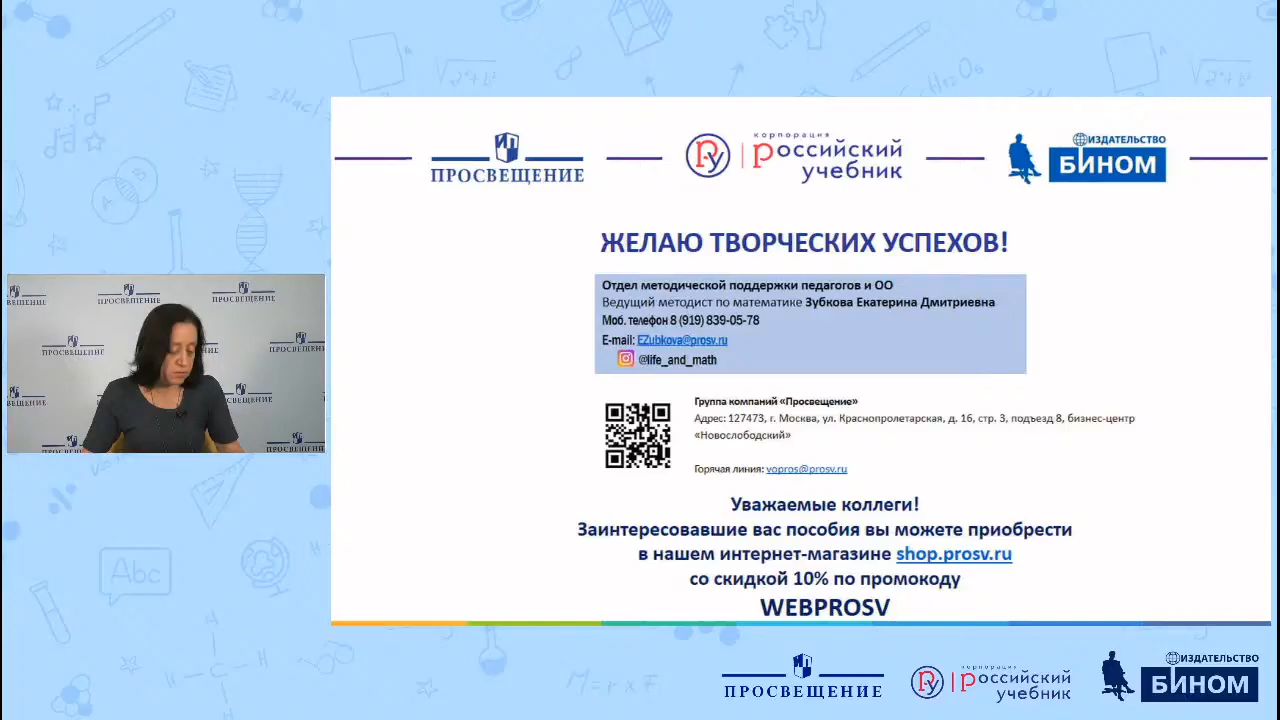 ПРОСВЕЩЕНИЕ
корпорация
российский
учебник
ИЗДАТЕЛЬСТВО
БИНОМ
ЖЕЛАЮ ТВОРЧЕСКИХ УСПЕХОВ!
Отдел методической поддержки педагогов и ОО
Ведущий методист по математике Зубкова Екатерина Дмитриевна
Моб. телефон 8 (919) 839-05-78
E-mail: EZubkova@prosv.ru
@life_and_math
Группа компаний «Просвещение»
Адрес: 127473, г. Москва, ул. Краснопролетарская, д. 16, стр. 3, подъезд 8, бизнес-центр
«Новослободский»
Горячая линия: vopros@prosv.ru
Уважаемые коллеги!
Заинтересовавшие вас пособия вы можете приобрести
в нашем интернет-магазине shop.prosv.ru
со скидкой 10% по промокоду
WEBPROSV
ПРОСВЕЩЕНИЕ
ПРОСВЕЩЕНИЕ
ПРОСВЕЩЕНИЕ
ПРОСВЕЩЕНИЕ
Abc
ПРОСВЕЩЕНИЕ
корпорация
российский
учебник
ИЗДАТЕЛЬСТВО
БИНОМ